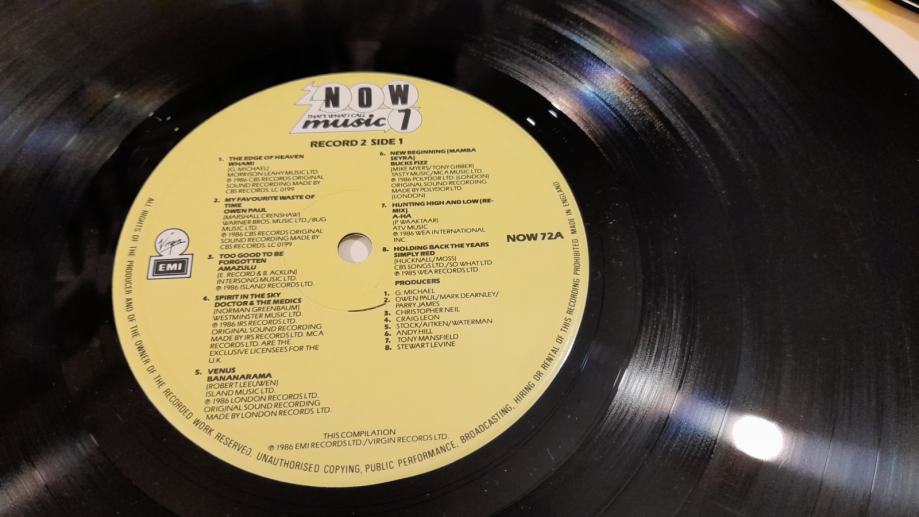 NOW
THAT'S WHAT I CALL
music 7
RECORD 2 SIDE 1
1. THE EDGE OF HEAVEN
WHAM!
(G. MICHAEL)
MORRISON LEAHY MUSIC LTD.
℗ 1986 CBS RECORDS ORIGINAL
SOUND RECORDING MADE BY
CBS RECORDS. LC 0199
2. MY FAVOURITE WASTE OF
TIME
OWEN PAUL
(MARSHALL CRENSHAW)
WARNER BROS. MUSIC LTD./BUG
MUSIC LTD.
℗ 1986 CBS RECORDS ORIGINAL
SOUND RECORDING MADE BY
CBS RECORDS. LC 0199
3. TOO GOOD TO BE
FORGOTTEN
AMAZULU
(E. RECORD & B. ACKLIN)
INTERSONG MUSIC LTD.
℗ 1986 ISLAND RECORDS LTD.
4. SPIRIT IN THE SKY
DOCTOR & THE MEDICS
(NORMAN GREENBAUM)
WESTMINSTER MUSIC LTD.
℗ 1986 IRS RECORDS LTD.
ORIGINAL SOUND RECORDING
MADE BY IRS RECORDS LTD. MCA
RECORDS LTD. ARE THE
EXCLUSIVE LICENSEES FOR THE
U.K.
5. VENUS
BANANARAMA
(ROBERT LEEUWEN)
ISLAND MUSIC LTD.
℗ 1986 LONDON RECORDS LTD.
ORIGINAL SOUND RECORDING
MADE BY LONDON RECORDS LTD.
6. NEW BEGINNING (MAMBA
SEYRA)
BUCKS FIZZ
(MIKE MYERS/TONY GIBBER)
TASTY MUSIC/MCA MUSIC LTD.
℗ 1986 POLYDOR LTD. (LONDON)
ORIGINAL SOUND RECORDING
MADE BY POLYDOR LTD.
(LONDON)
7. HUNTING HIGH AND LOW (RE-
MIX)
A-HA
(P. WAAKTAAR)
ATV MUSIC
℗ 1986 WEA INTERNATIONAL
INC.
8. HOLDING BACK THE YEARS
SIMPLY RED
(HUCKNALL/MOSS)
CBS SONGS LTD./SO WHAT LTD.
℗ 1985 WEA RECORDS LTD.
PRODUCERS
1. G. MICHAEL
2. OWEN PAUL/MARK DEARNLEY/
PARRY JAMES
3. CHRISTOPHER NEIL
4. CRAIG LEON
5. STOCK/AITKEN/WATERMAN
6. ANDY HILL
7. TONY MANSFIELD
8. STEWART LEVINE
NOW 72A
Virgin
EMI
THIS COMPILATION
℗ 1986 EMI RECORDS LTD./VIRGIN RECORDS LTD.
ALL RIGHTS OF THE PRODUCER AND OF THE OWNER OF THE RECORDED WORK RESERVED. UNAUTHORISED COPYING, PUBLIC PERFORMANCE, BROADCASTING, HIRING OR RENTAL OF THIS RECORDING PROHIBITED. MADE IN ENGLAND